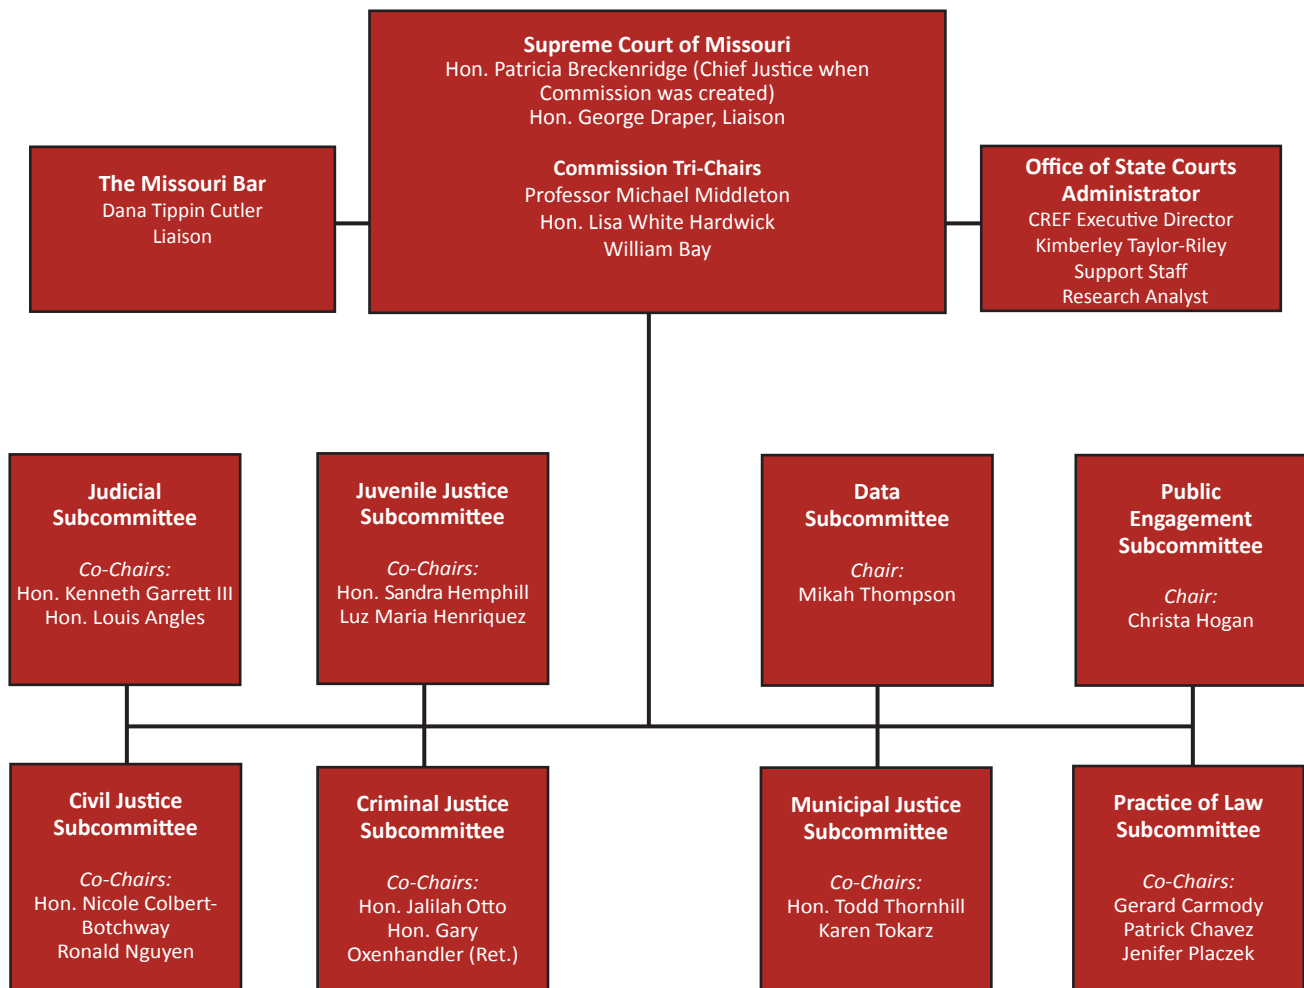 Supreme Court of Missouri
Hon. Patricia Breckenridge (Chief Justice when
Commission was created)
Hon. George Draper, Liaison
Commission Tri-Chairs
Professor Michael Middleton
Hon. Lisa White Hardwick
William Bay
The Missouri Bar
Dana Tippin Cutler
Liaison
Office of State Courts
Administrator
CREF Executive Director
Kimberley Taylor-Riley
Support Staff
Research Analyst
Judicial
Subcommittee
Co-Chairs:
Hon. Kenneth Garrett III
Hon. Louis Angles
Juvenile Justice
Subcommittee
Co-Chairs:
Hon. Sandra Hemphill
Luz Maria Henriquez
Data
Subcommittee
Chair:
Mikah Thompson
Public
Engagement
Subcommittee
Chair:
Christa Hogan
Civil Justice
Subcommittee
Co-Chairs:
Hon. Nicole Colbert-
Botchway
Ronald Nguyen
Criminal Justice
Subcommittee
Co-Chairs:
Hon. Jalilah Otto
Hon. Gary
Oxenhandler (Ret.)
Municipal Justice
Subcommittee
Co-Chairs:
Hon. Todd Thornhill
Karen Tokarz
Practice of Law
Subcommittee
Co-Chairs:
Gerard Carmody
Patrick Chavez
Jenifer Placzek